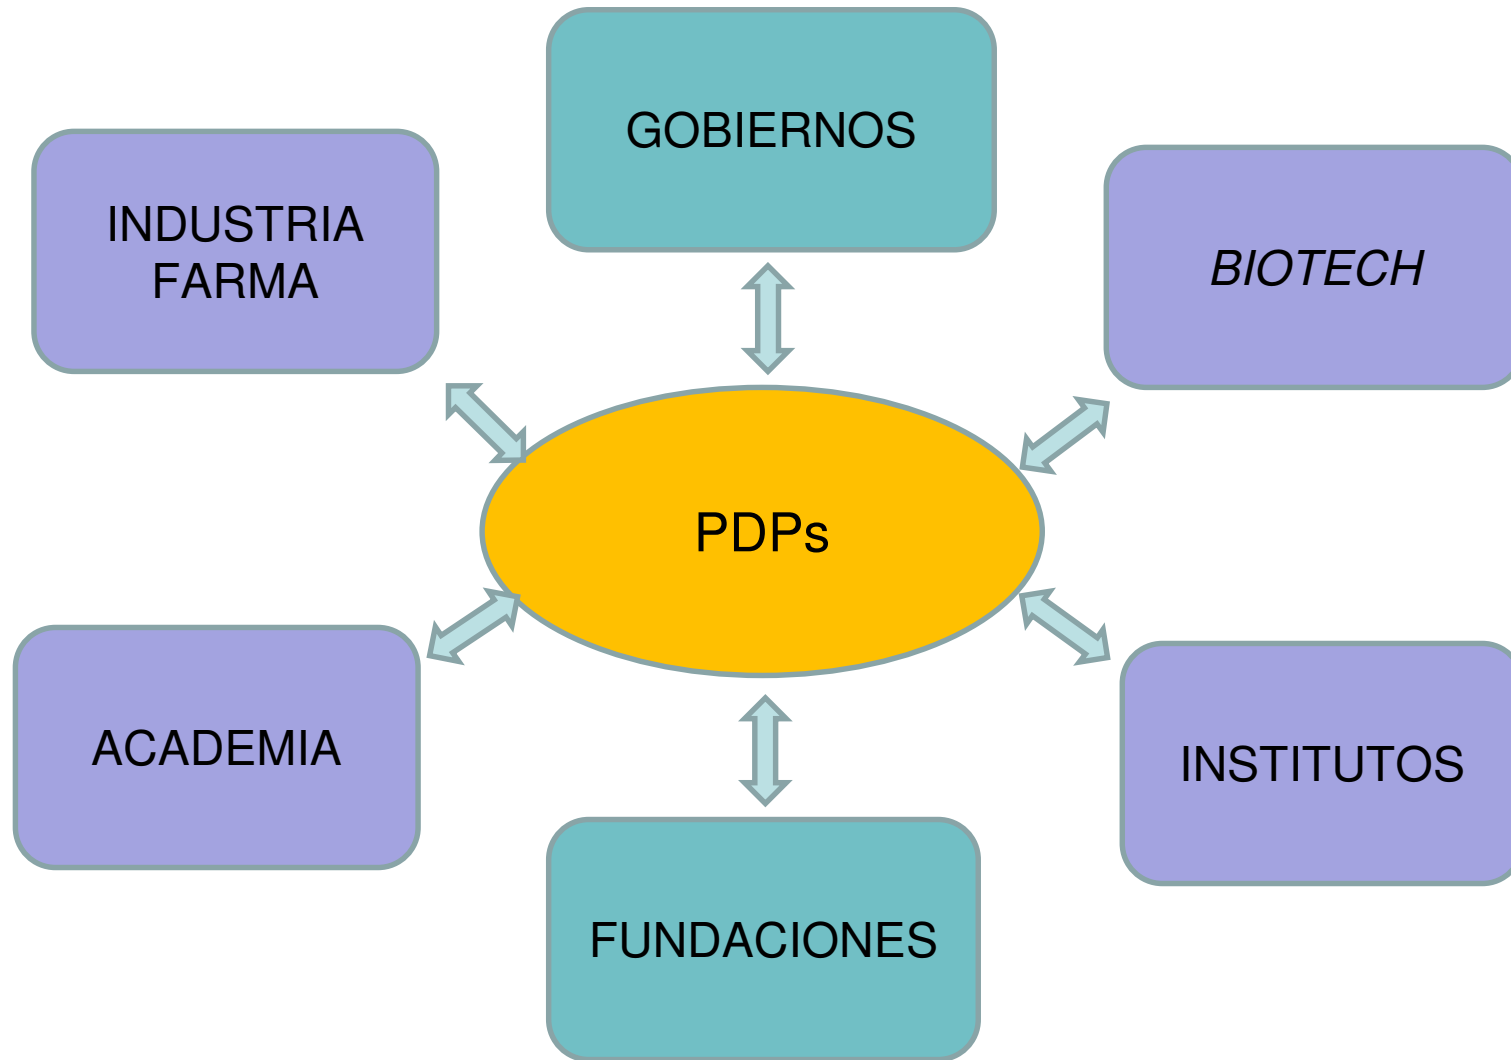 GOBIERNOS
INDUSTRIA
FARMA
BIOTECH
PDPs
ACADEMIA
INSTITUTOS
FUNDACIONES